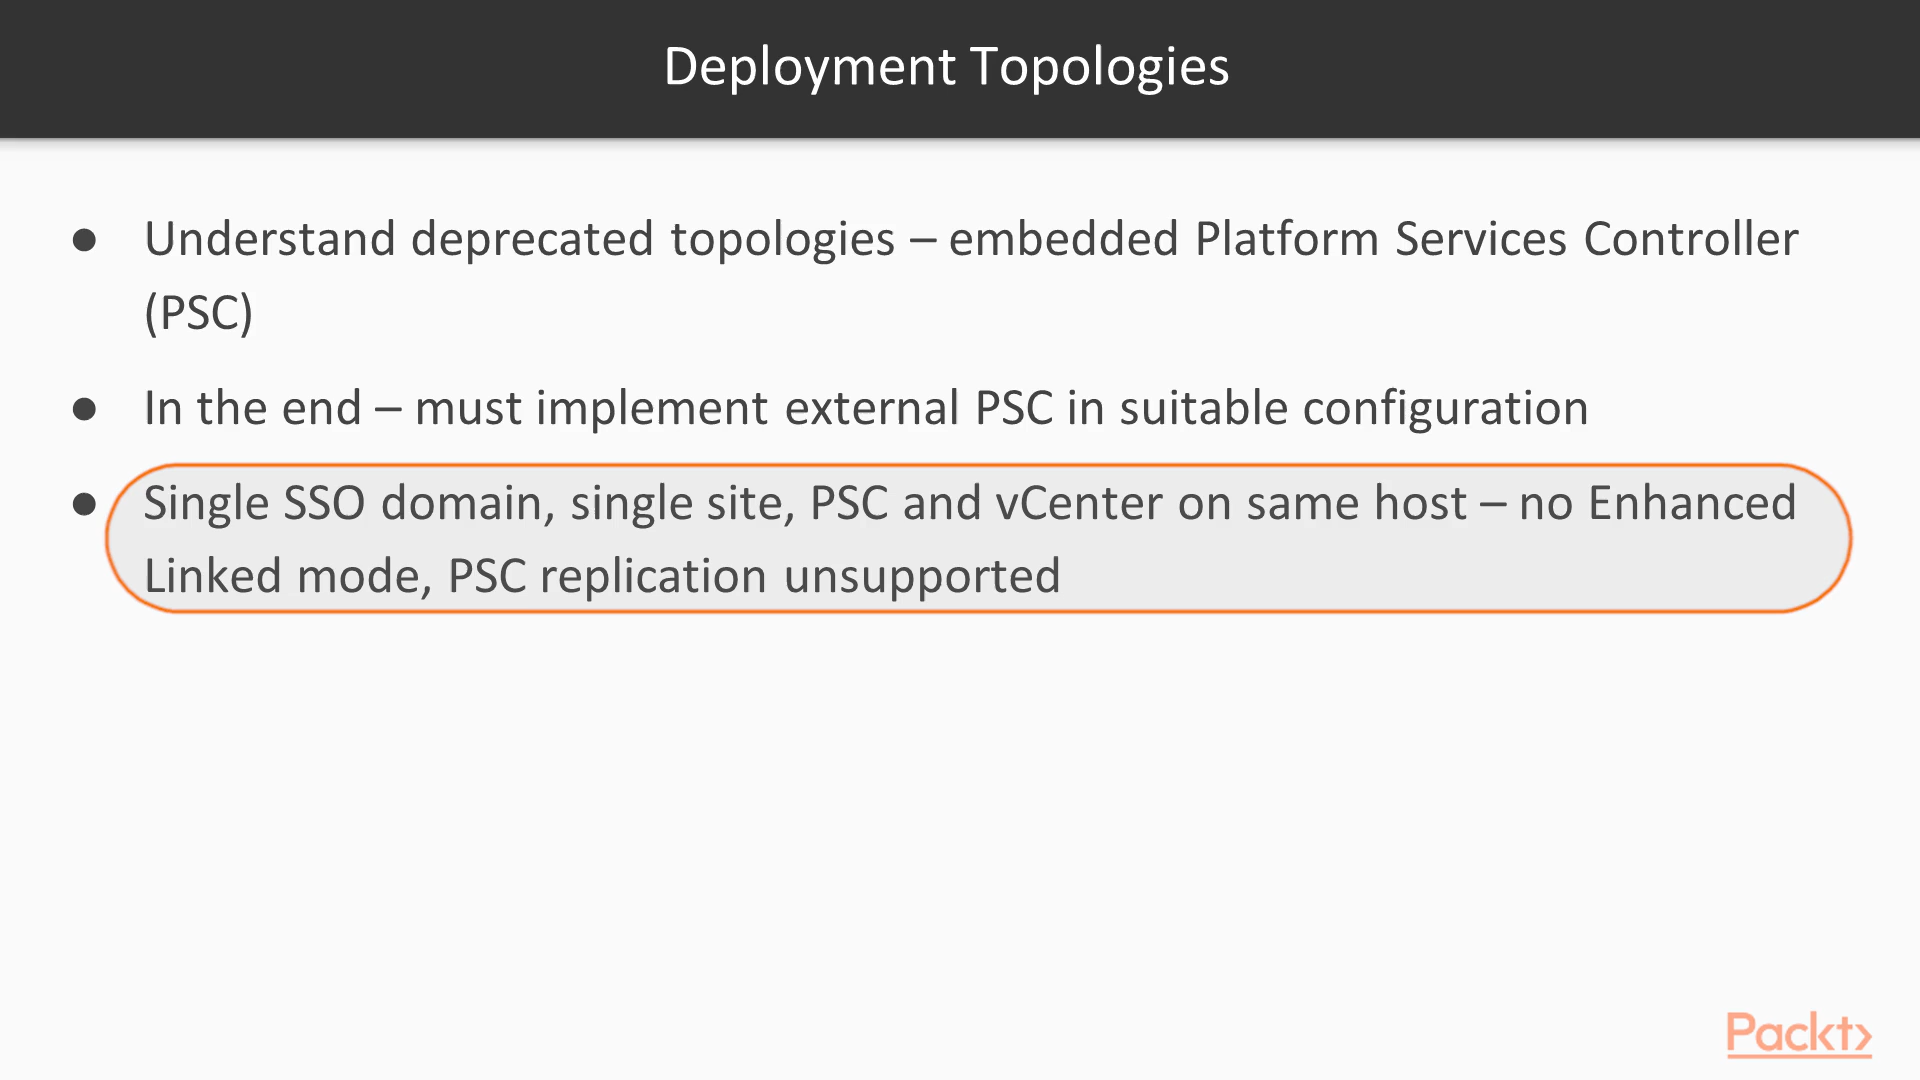 Deployment Topologies
● Understand deprecated topologies – embedded Platform Services Controller
(PSC)
● In the end – must implement external PSC in suitable configuration
● Single SSO domain, single site, PSC and vCenter on same host – no Enhanced
Linked mode, PSC replication unsupported
Packt>